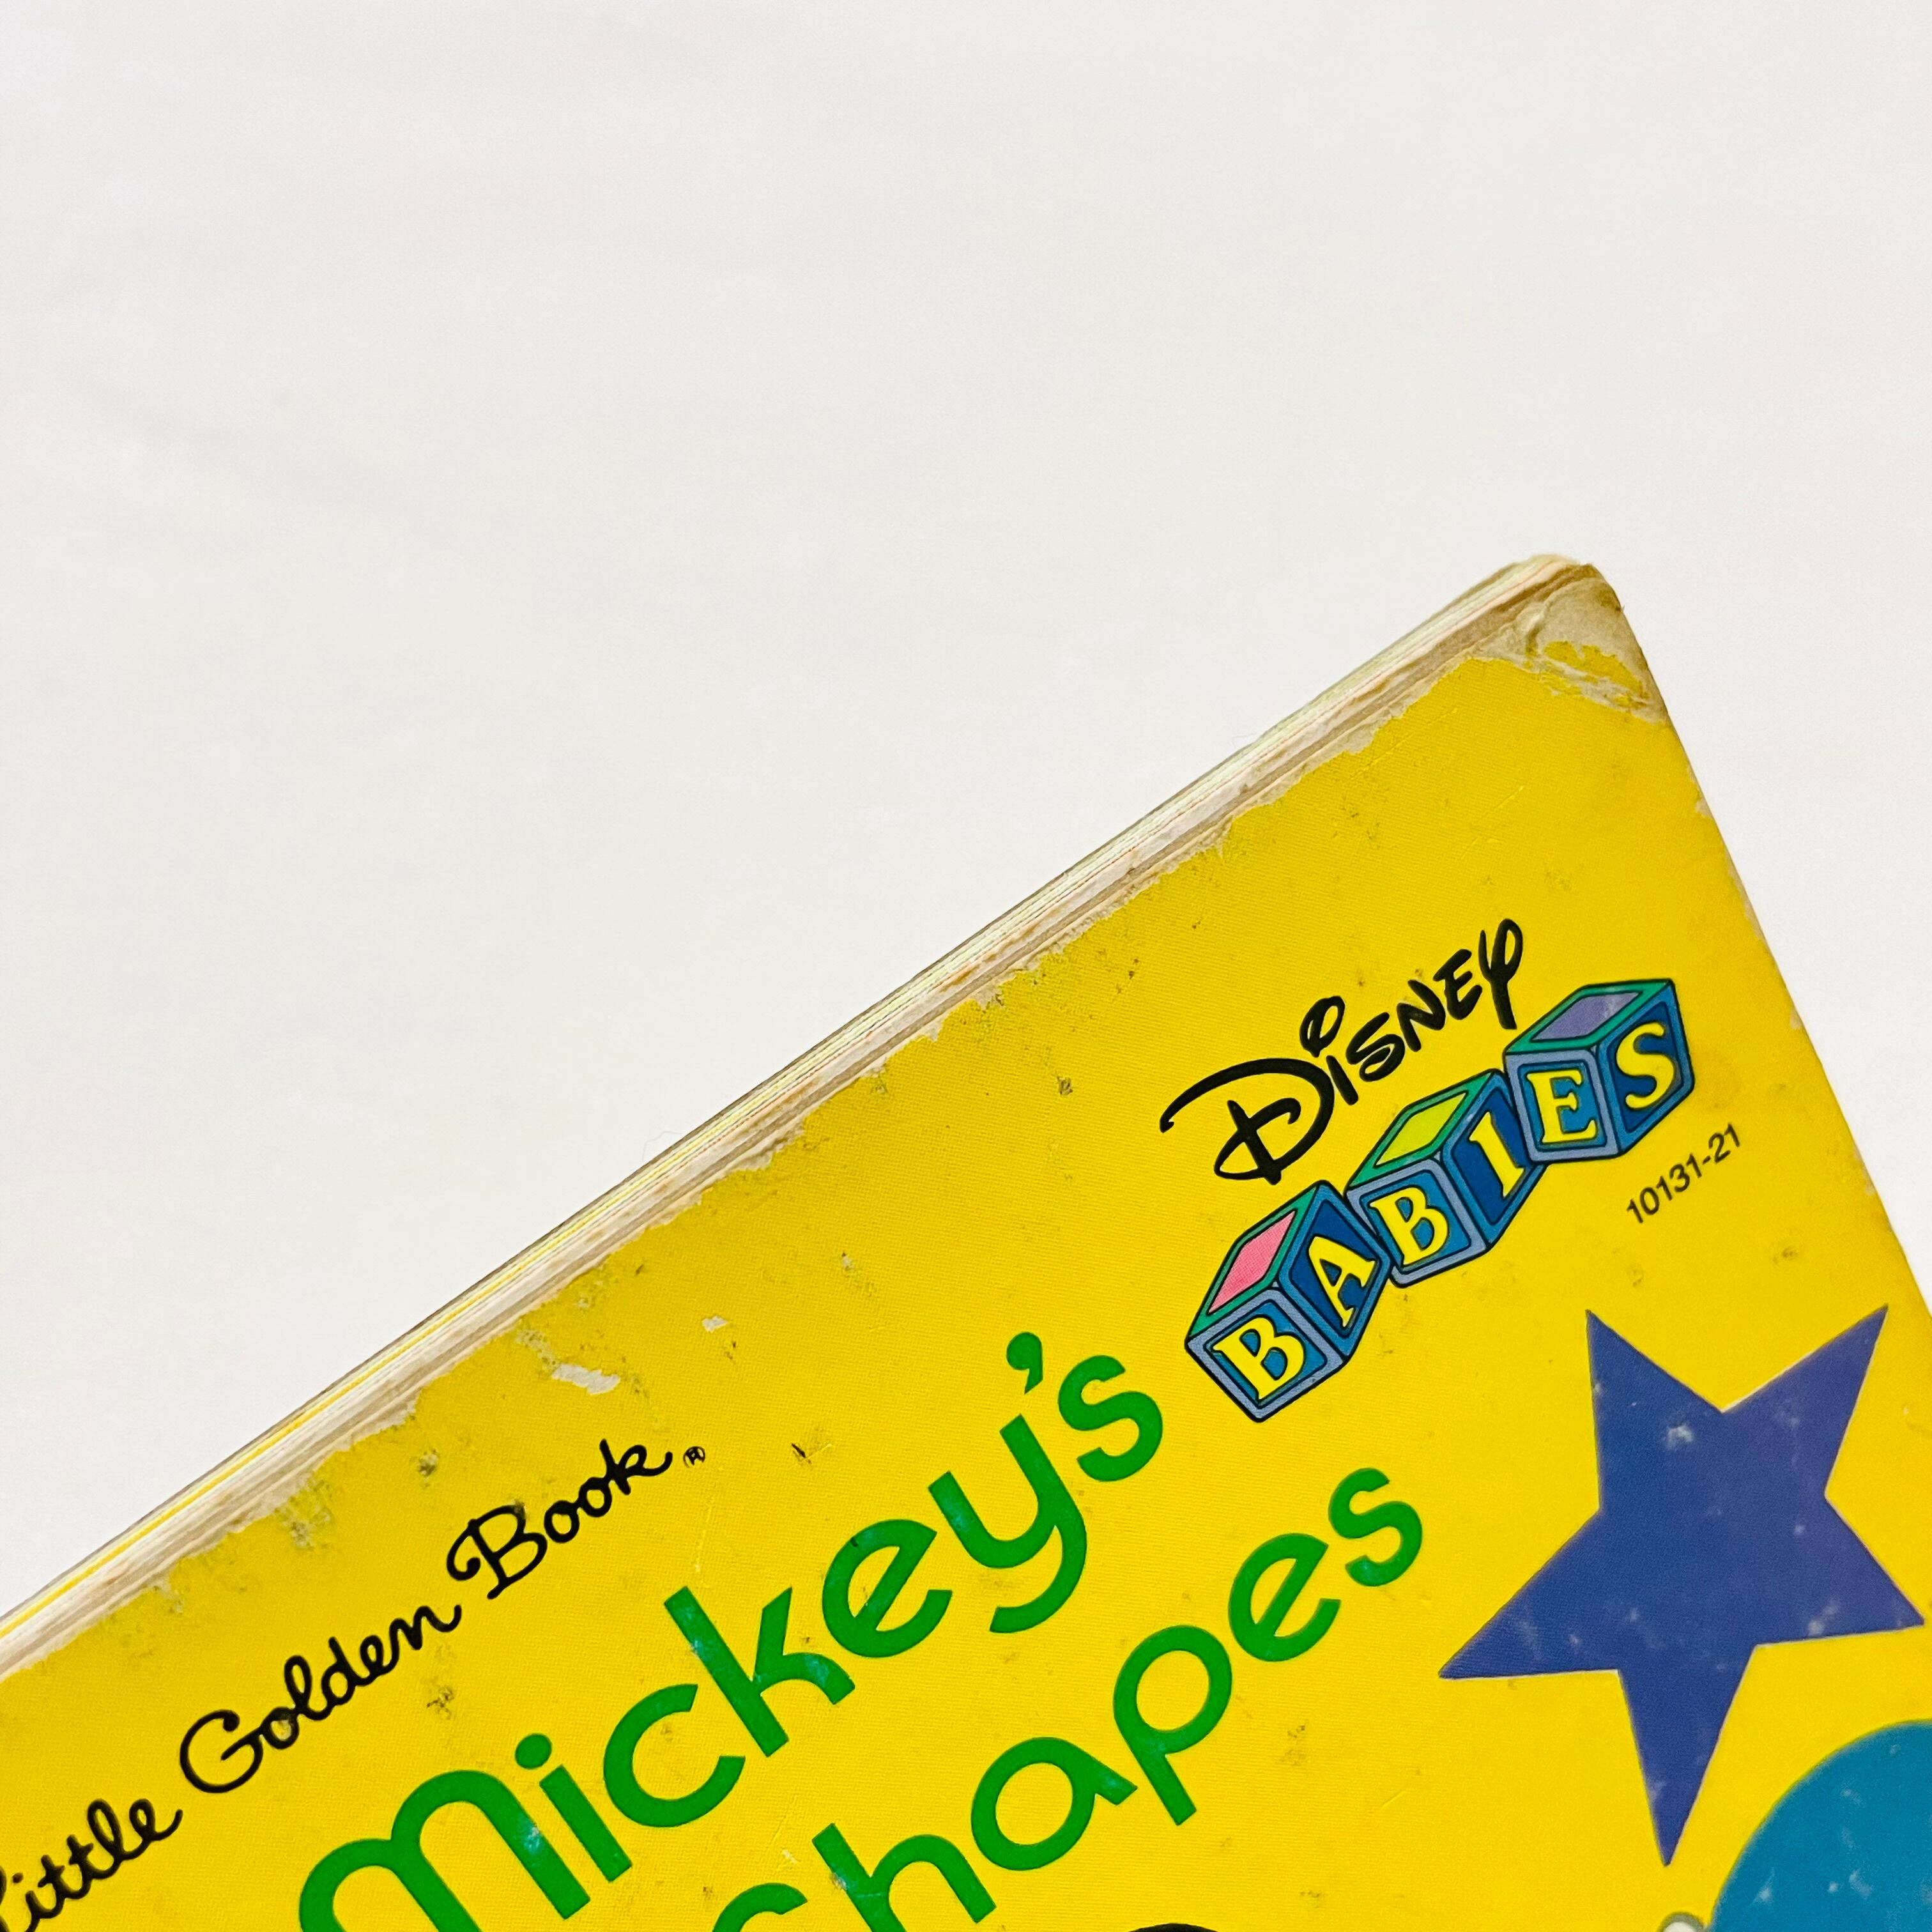 Little Golden Book®
DISNEY
BABIES
10131-21
Mickey's
Shapes